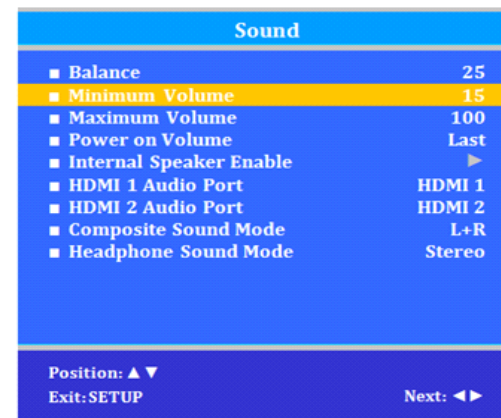 Sound
■ Balance 25
■ Minimum Volume 15
■ Maximum Volume 100
■ Power on Volume Last
■ Internal Speaker Enable ▶
■ HDMI 1 Audio Port HDMI 1
■ HDMI 2 Audio Port HDMI 2
■ Composite Sound Mode L+R
■ Headphone Sound Mode Stereo
Position: ▲ ▼
Exit: SETUP Next: ◀▶